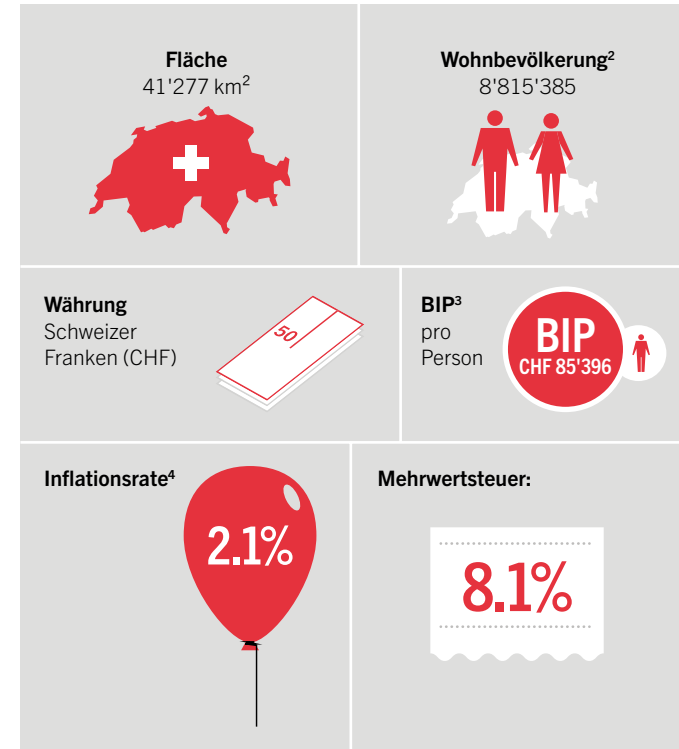 Fläche
41'277 km²
Wohnbevölkerung²
8'815'385
Währung
Schweizer
Franken (CHF)
50
BIP³
pro
Person
BIP
CHF 85'396
Inflationsrate⁴
2.1%
Mehrwertsteuer:
8.1%